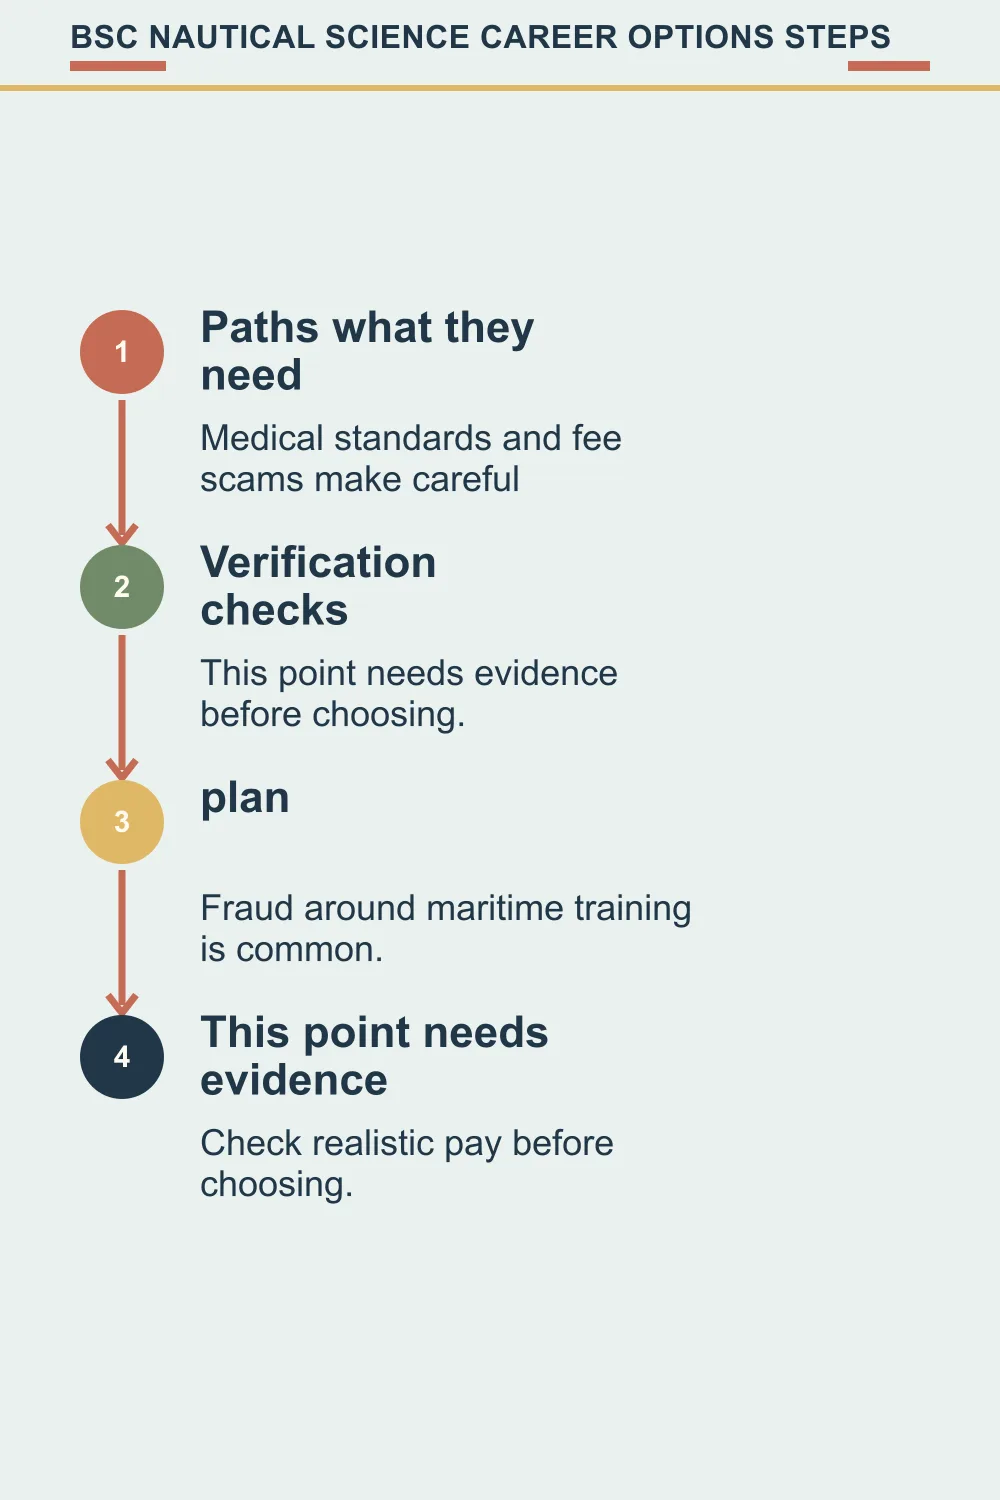 BSC NAUTICAL SCIENCE CAREER OPTIONS STEPS
1
Paths what they
need
Medical standards and fee
scams make careful
2
Verification
checks
This point needs evidence
before choosing.
3
plan
Fraud around maritime training
is common.
4
This point needs
evidence
Check realistic pay before
choosing.